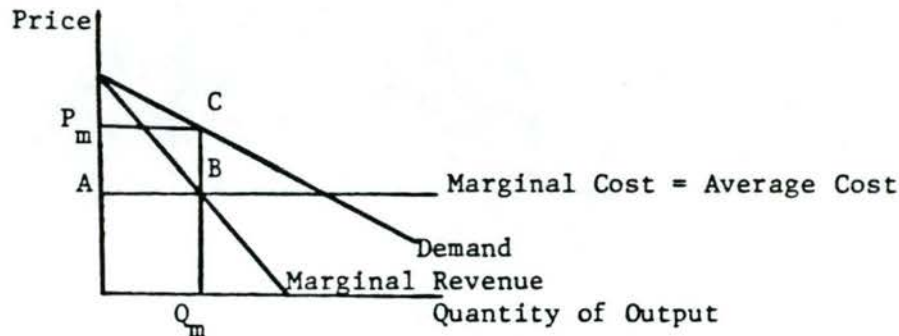 Price
C
P_m
B
A
Marginal Cost = Average Cost
Demand
Marginal Revenue
Quantity of Output
Q_m